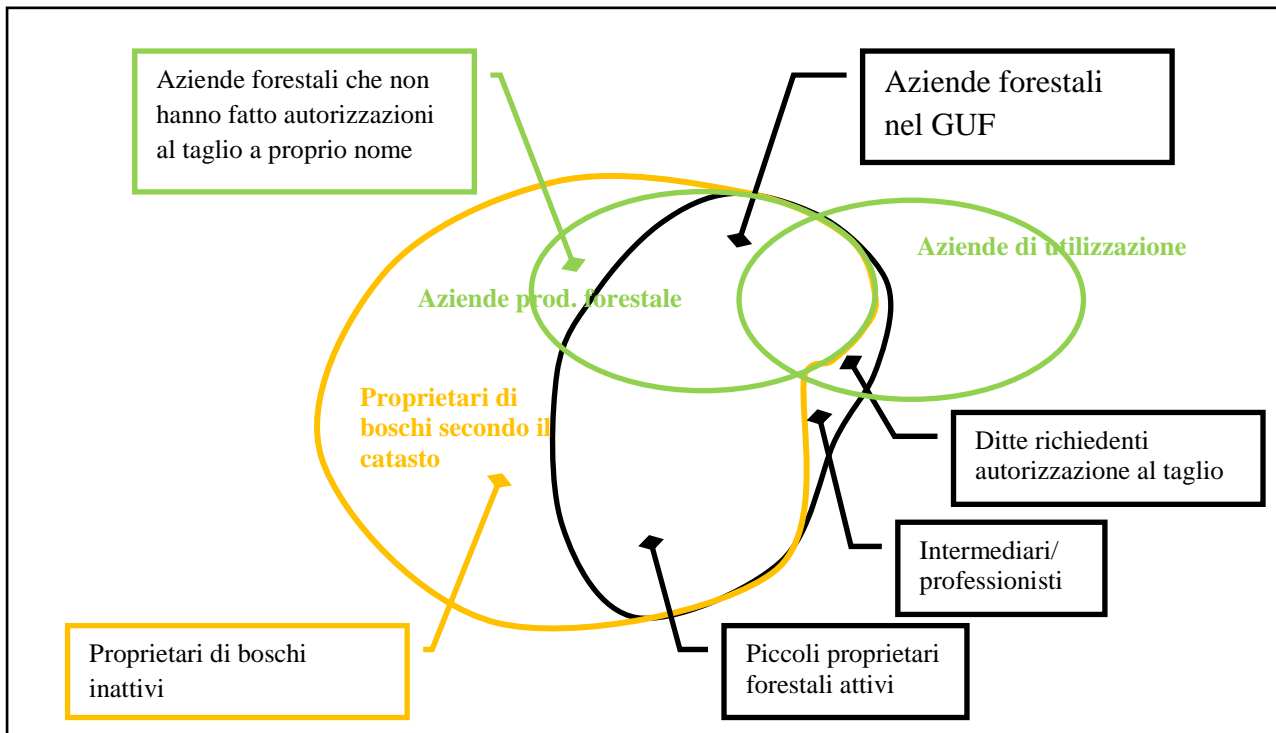 Aziende forestali che non
hanno fatto autorizzazioni
al taglio a proprio nome
Aziende forestali
nel GUF
Aziende di utilizzazione
Aziende prod. forestale
Proprietari di
boschi secondo il
catasto
Ditte richiedenti
autorizzazione al taglio
Intermediari/
professionisti
Proprietari di boschi
inattivi
Piccoli proprietari
forestali attivi